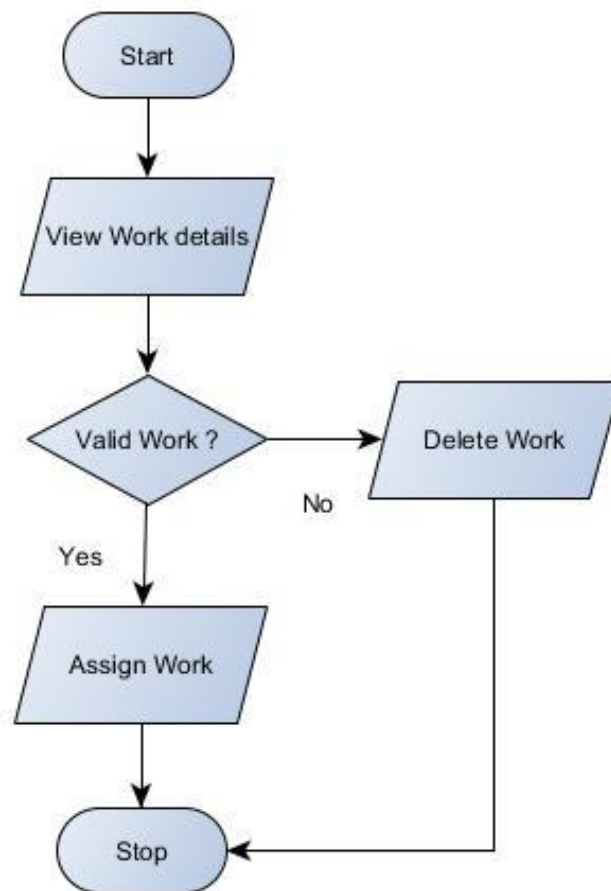 Start
View Work details
Valid Work ?
Delete Work
No
Yes
Assign Work
Stop